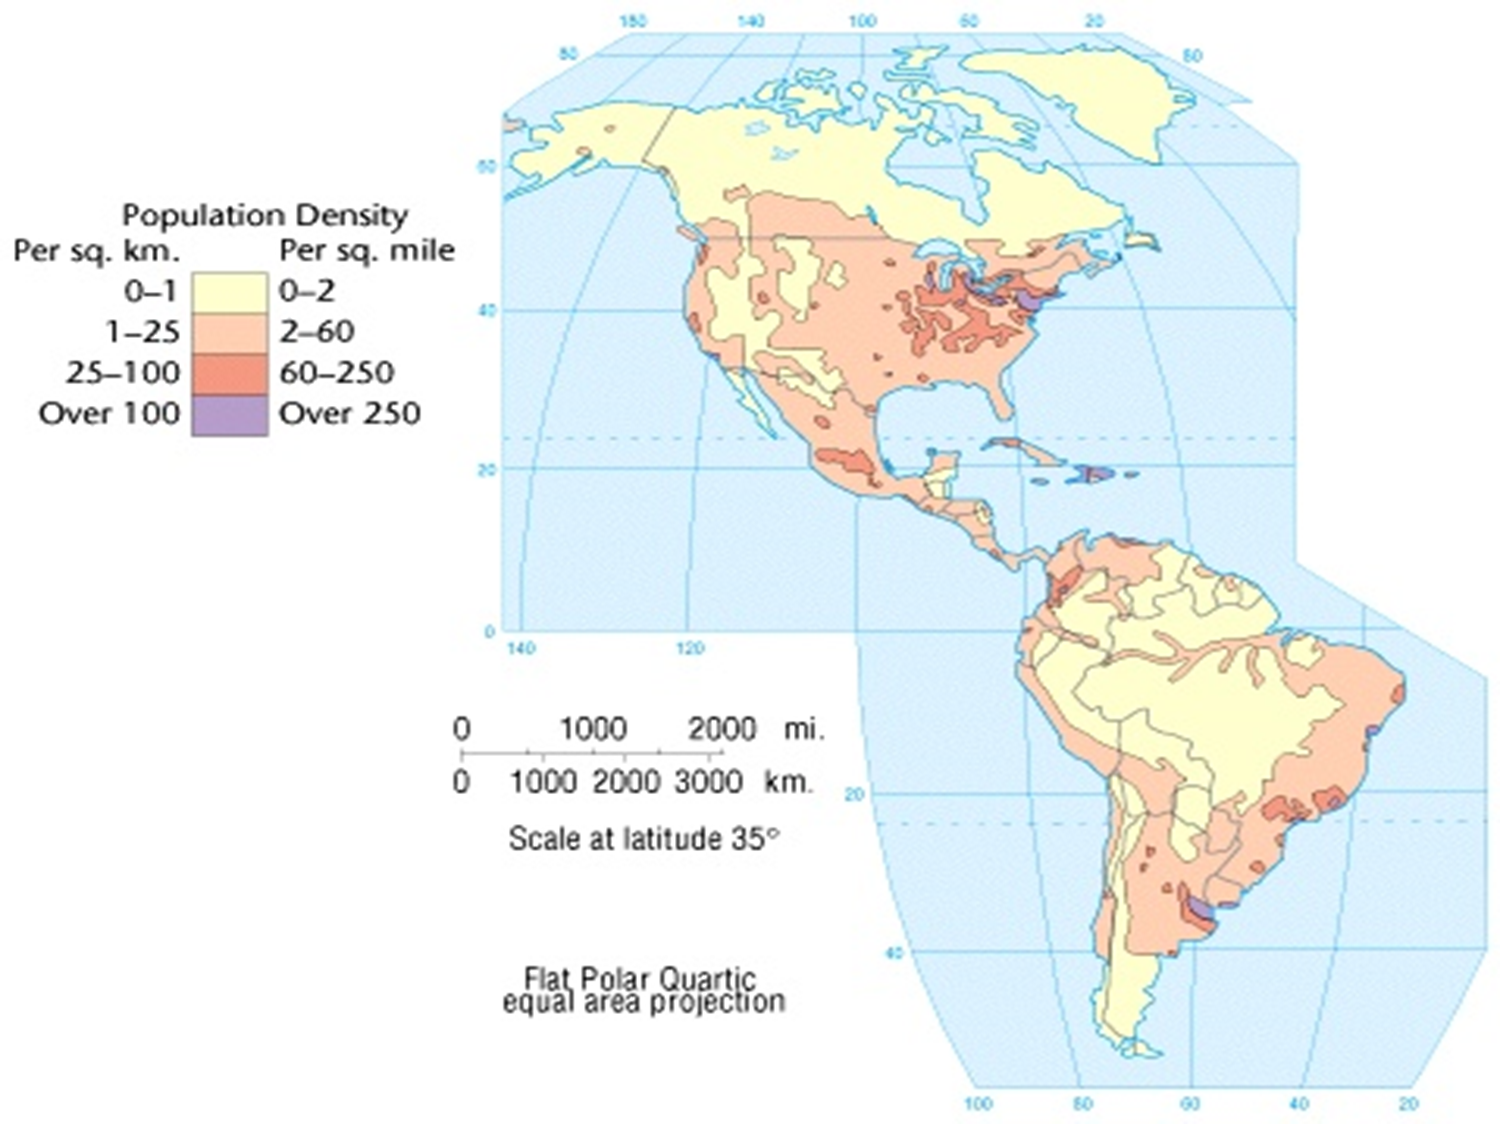 180 140 100 60 20
80 80
60
Population Density
Per sq. km. Per sq. mile
0–1 0–2
1–25 2–60
25–100 60–250
Over 100 Over 250
40
20
0
140 120
0 1000 2000 mi.
0 1000 2000 3000 km.
20
Scale at latitude 35°
40
Flat Polar Quartic
equal area projection
100 80 60 40 20